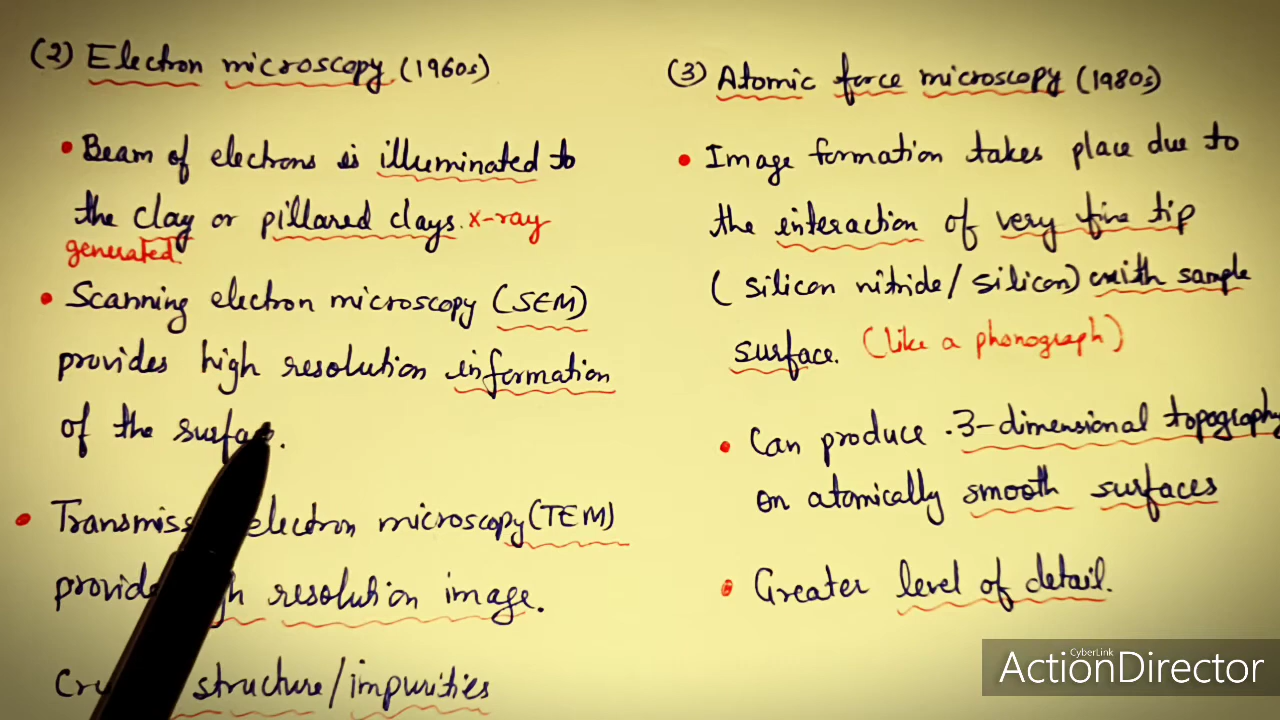 (2) Electron microscopy (1960s)
• Beam of electrons is illuminated to
the clay or pillared clays. x-ray
generated.
• Scanning electron microscopy (SEM)
provides high resolution information
of the surface.
• Transmiss electron microscopy (TEM)
provide resolution image.
structure/impurities
(3) Atomic force microscopy (1980s)
• Image formation takes place due to
the interaction of very fine tip
(silicon nitride/silicon) with sample
surface. (like a phonograph)
• Can produce .3-dimensional topography
on atomically smooth surfaces
• Greater level of detail.
CyberLink
ActionDirector